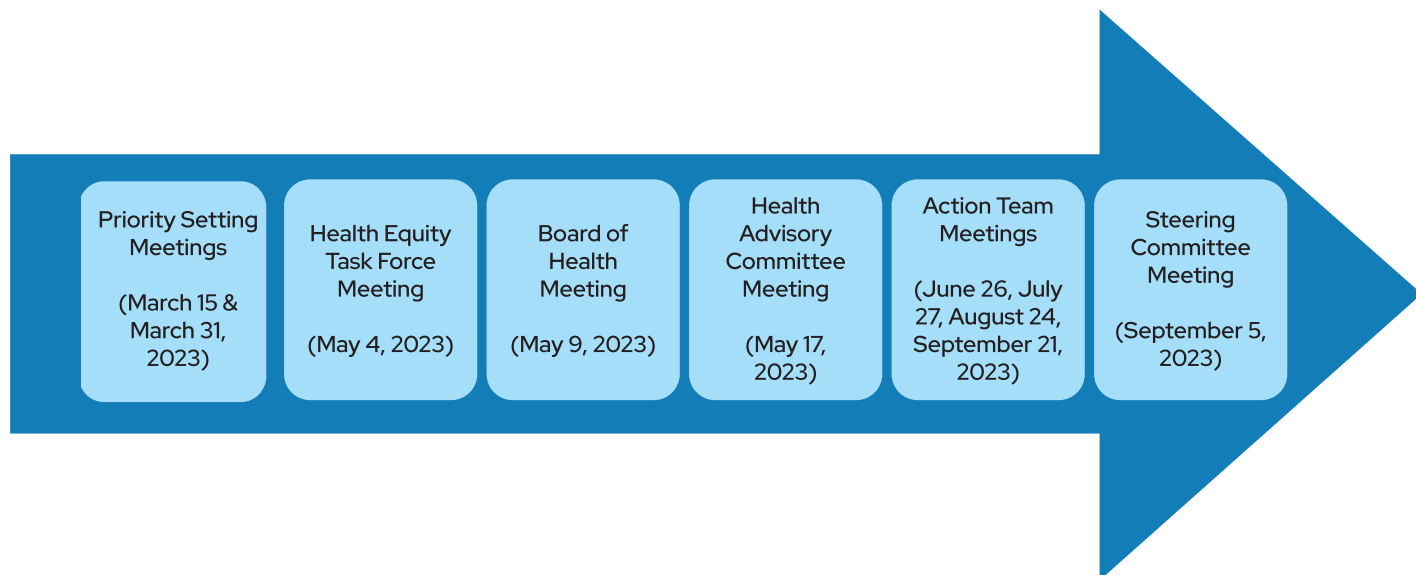 Priority Setting
Meetings
(March 15 &
March 31,
2023)
Health Equity
Task Force
Meeting
(May 4, 2023)
Board of
Health
Meeting
(May 9, 2023)
Health
Advisory
Committee
Meeting
(May 17,
2023)
Action Team
Meetings
(June 26, July
27, August 24,
September 21,
2023)
Steering
Committee
Meeting
(September 5,
2023)